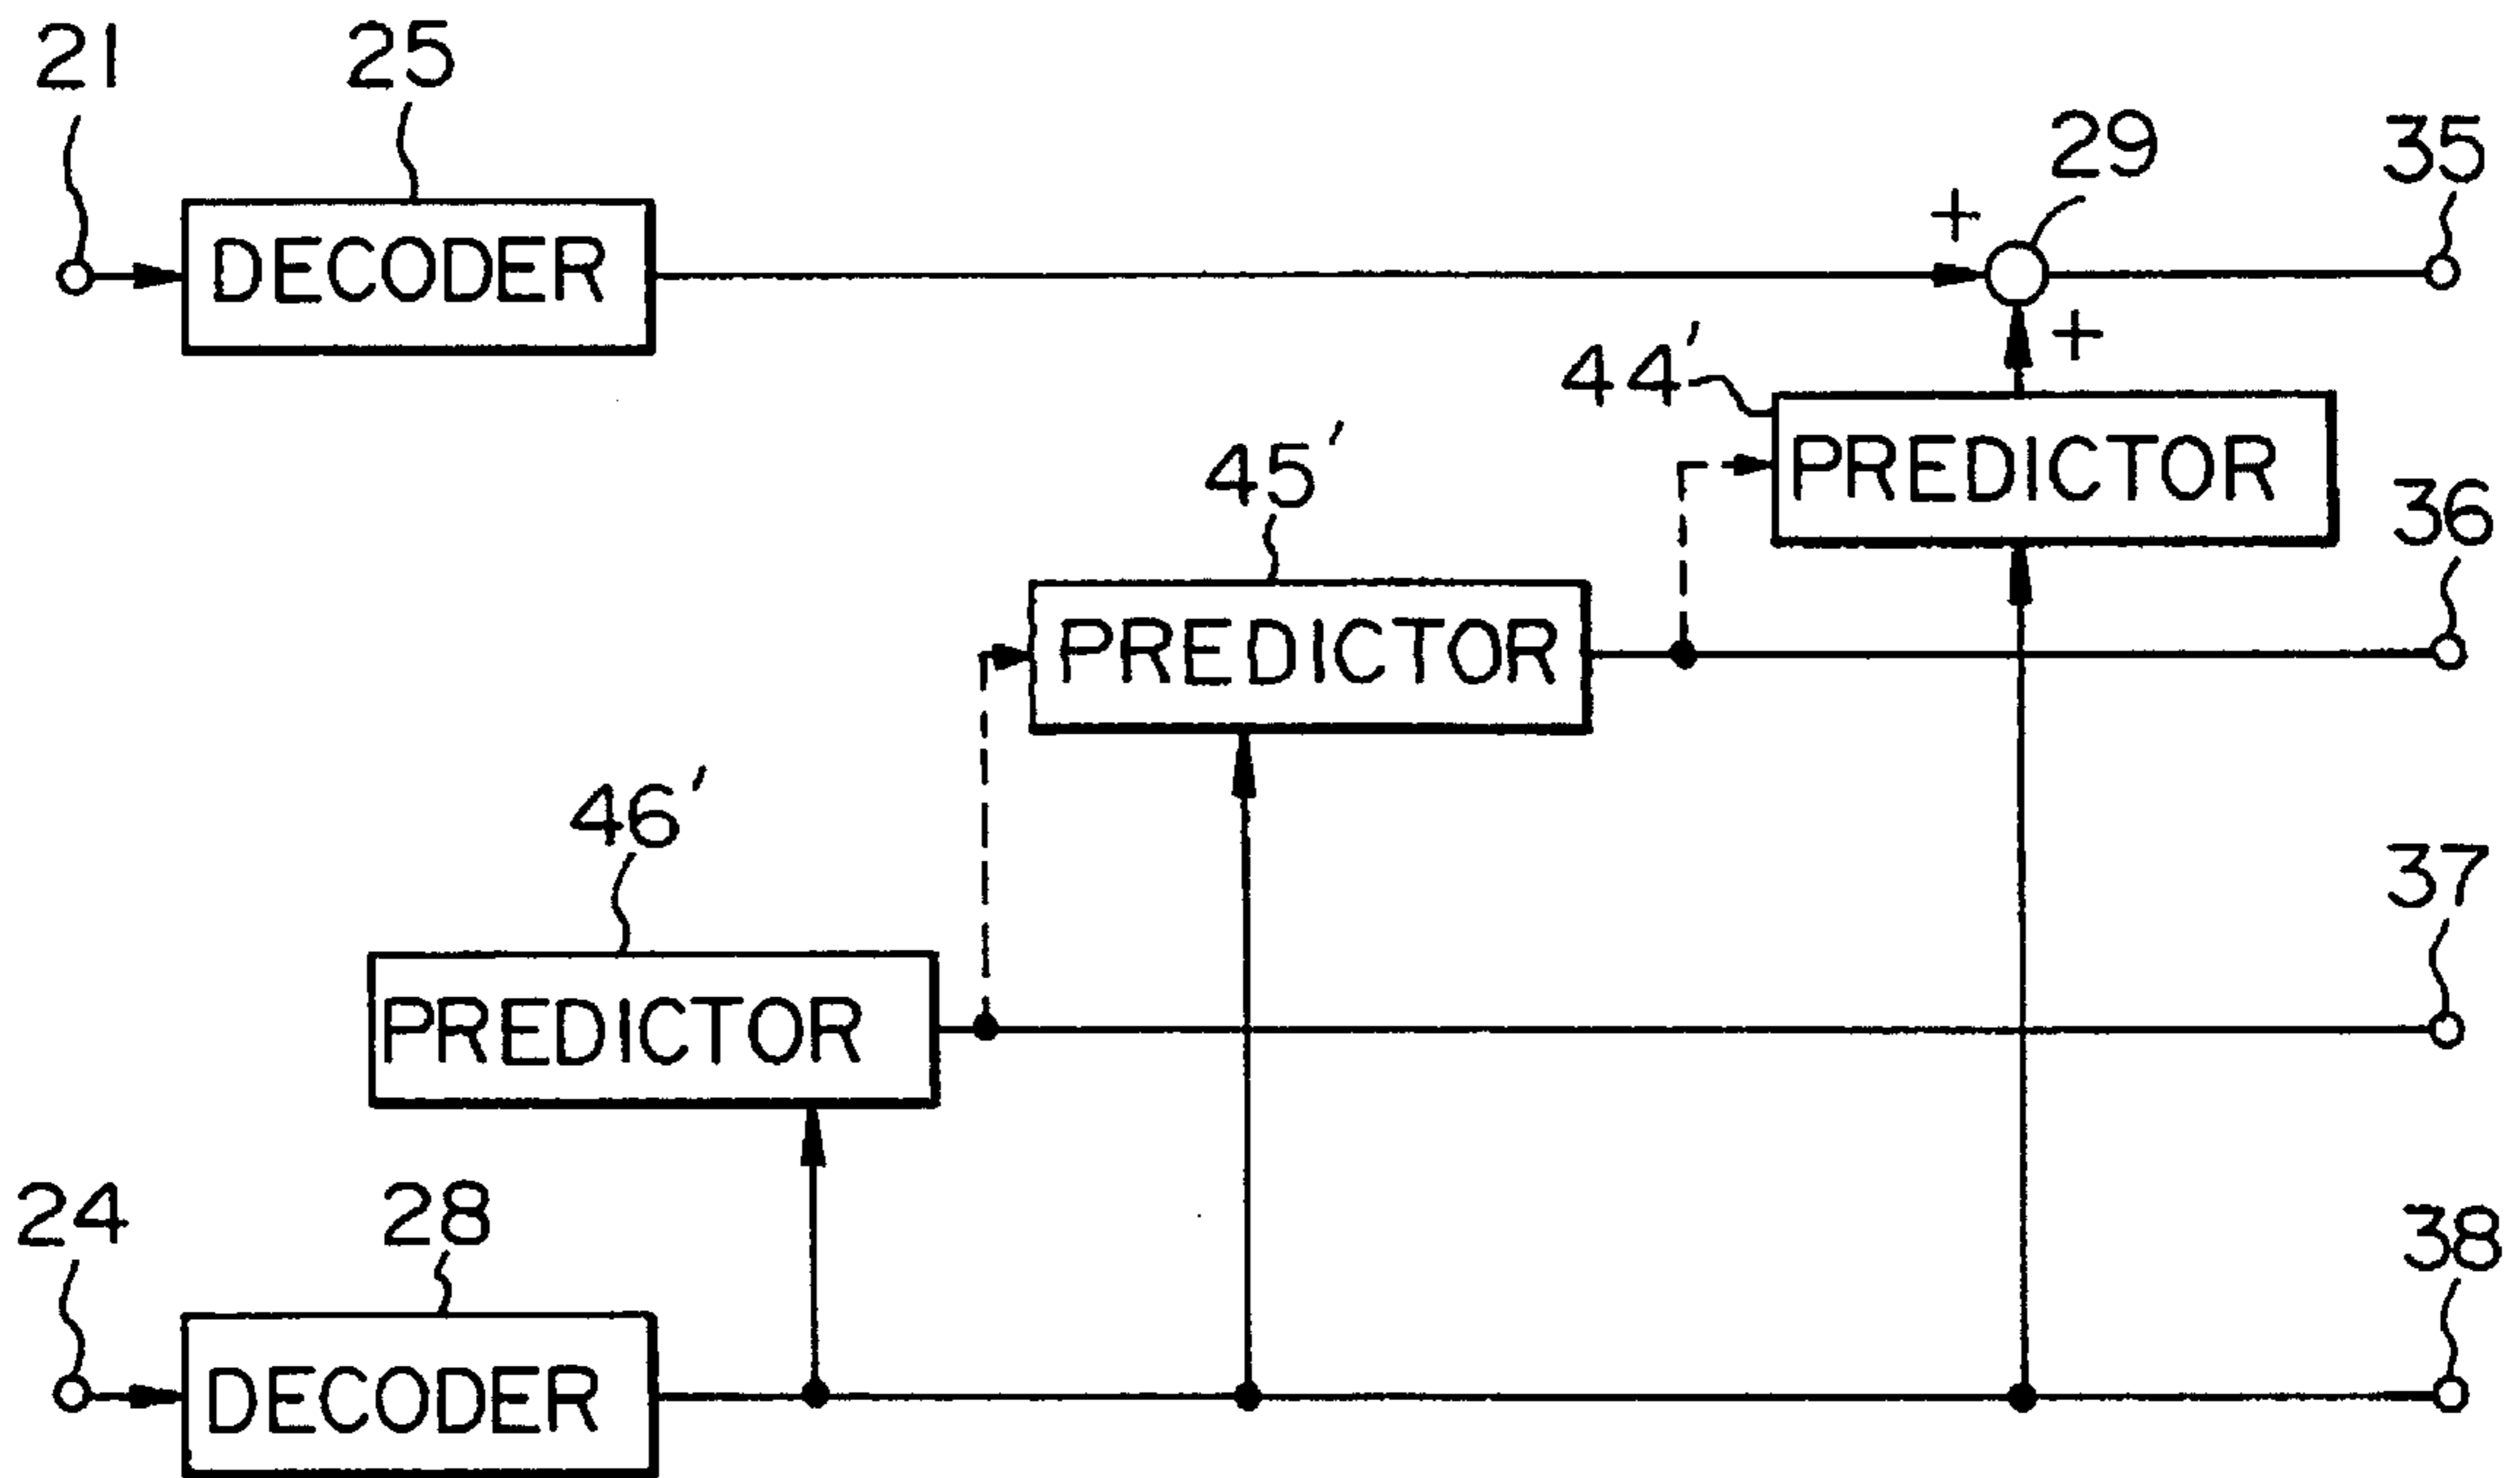 21
25
DECODER
+
29
35
+
44'
PREDICTOR
45'
PREDICTOR
36
46'
PREDICTOR
37
24
28
DECODER
38